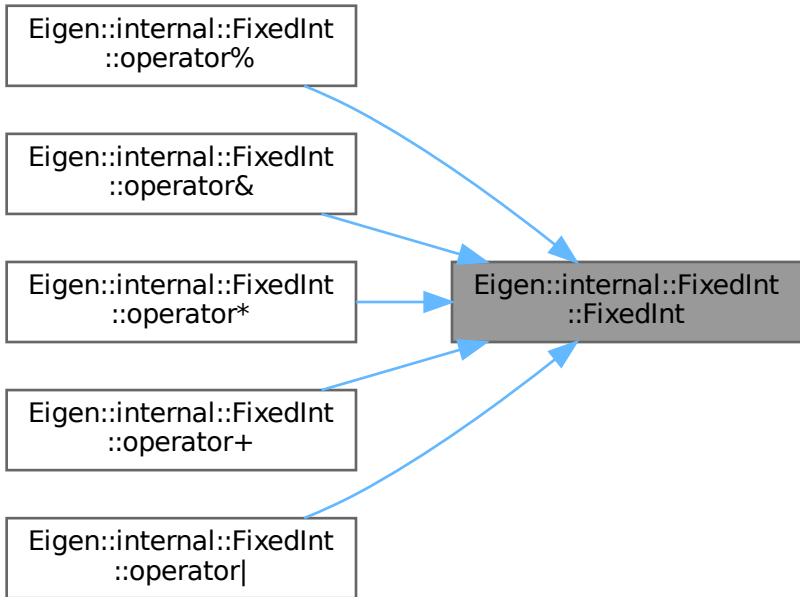 Eigen::internal::FixedInt
::operator%
Eigen::internal::FixedInt
::operator&
Eigen::internal::FixedInt
::operator*
Eigen::internal::FixedInt
::operator+
Eigen::internal::FixedInt
::operator|
Eigen::internal::FixedInt
::FixedInt